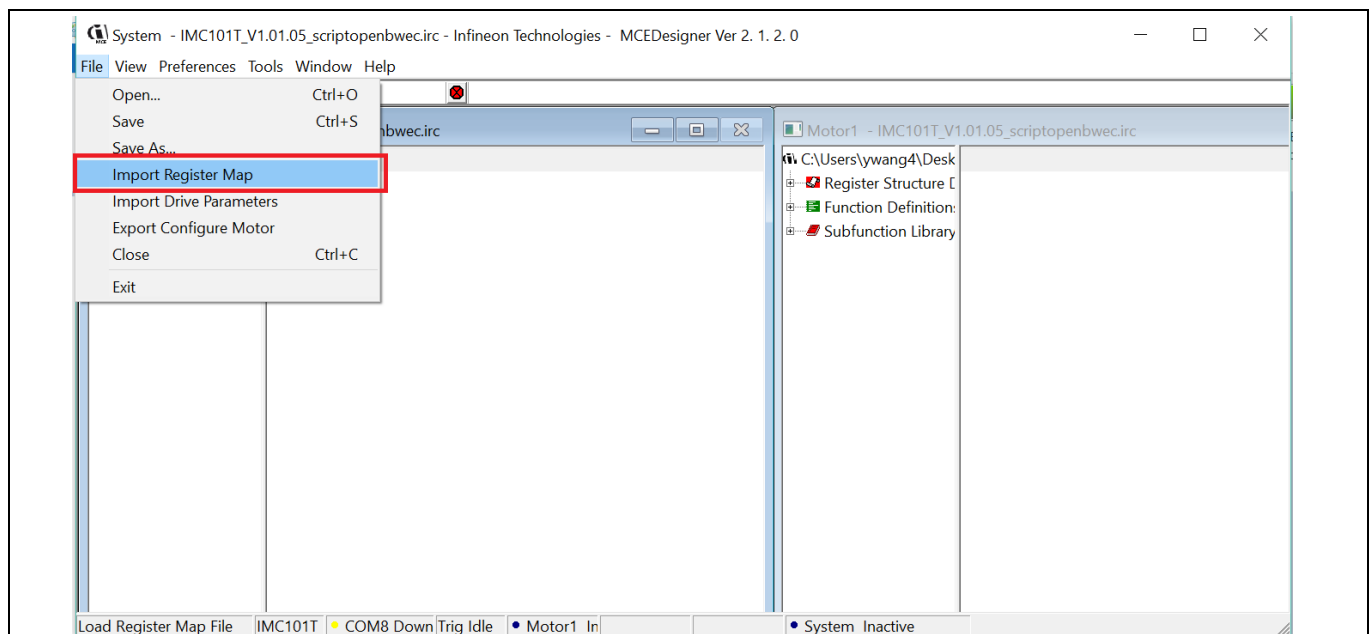 System - IMC101T_V1.01.05_scriptopenbwec.irc - Infineon Technologies - MCEDesigner Ver 2. 1. 2. 0
File View Preferences Tools Window Help
Open... Ctrl+O
Save Ctrl+S
Save As...
Import Register Map
Import Drive Parameters
Export Configure Motor
Close Ctrl+C
Exit
nbwec.irc
Motor1 - IMC101T_V1.01.05_scriptopenbwec.irc
C:\Users\ywang4\Desk
Register Structure D
Function Definition:
Subfunction Library
Load Register Map File IMC101T COM8 Down Trig Idle Motor1 In System Inactive